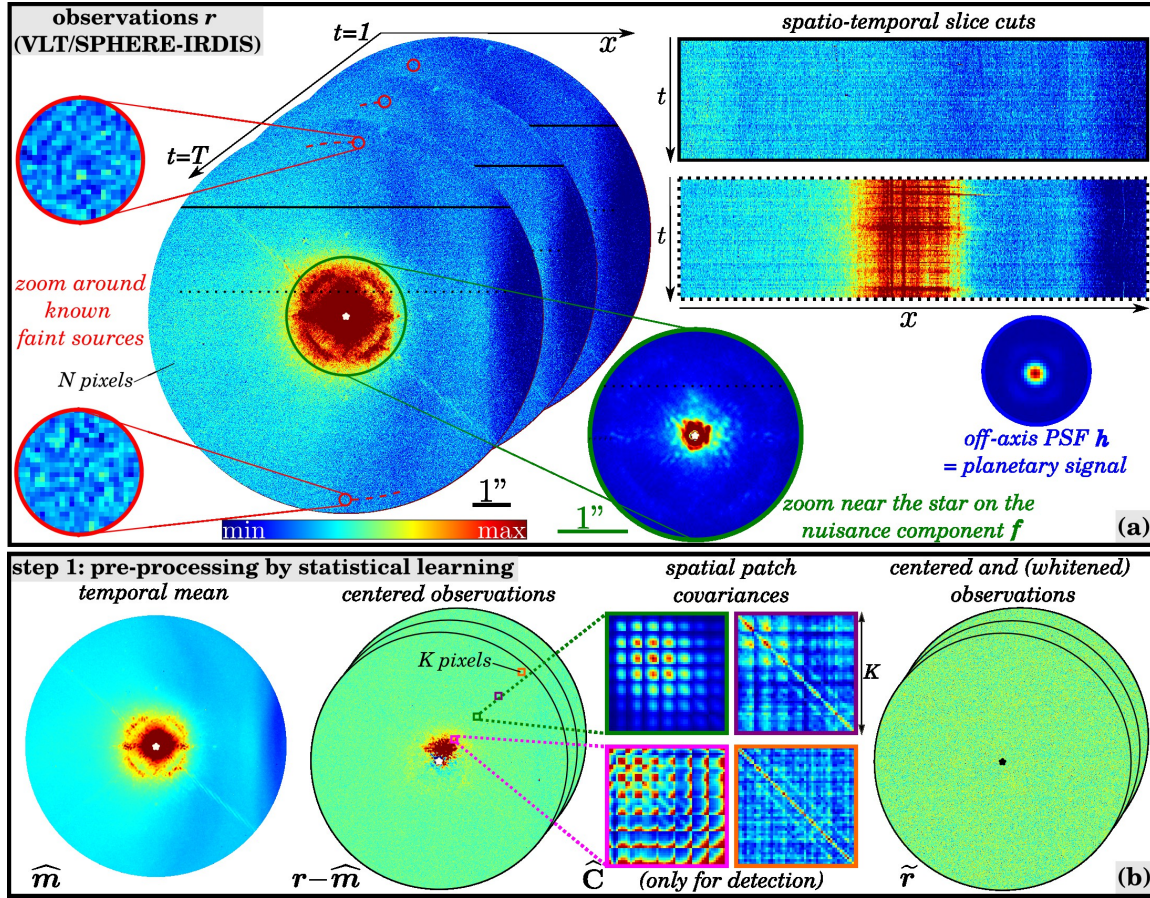 observations r
(VLT/SPHERE-IRDIS)
t=1
x
t=T
zoom around
known
faint sources
N pixels
1”
min
max
1”
spatio-temporal slice cuts
t
t
x
off-axis PSF h
= planetary signal
zoom near the star on the
nuisance component f
(a)
step 1: pre-processing by statistical learning
temporal mean
centered observations
spatial patch
covariances
centered and (whitened)
observations
K pixels
K
m̂
r−m̂
Ĉ
(only for detection)
r̃
(b)